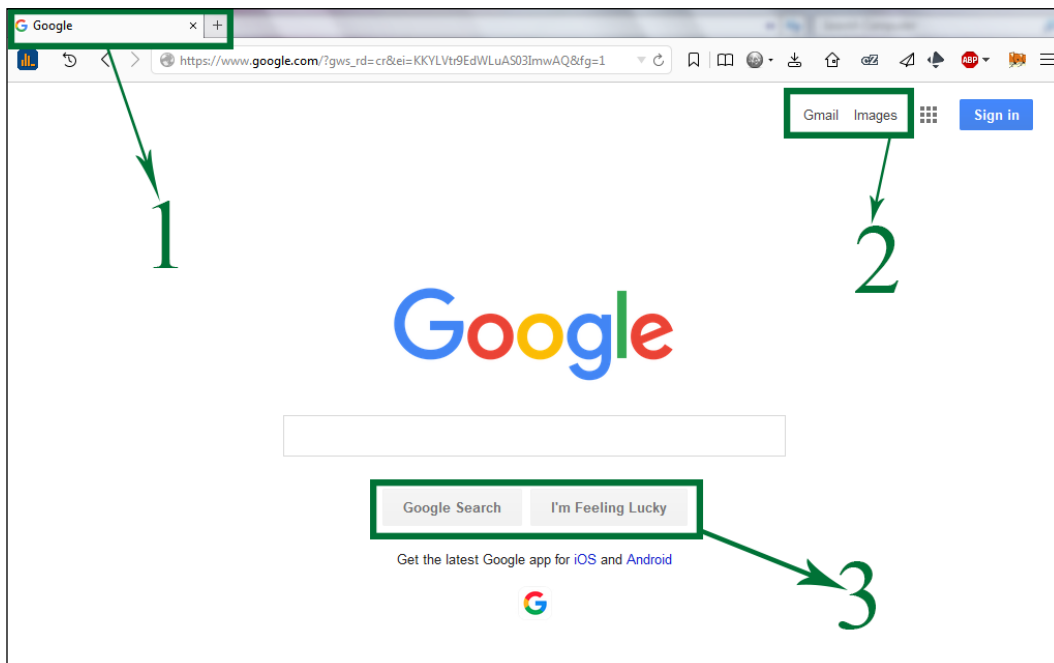 Google
https://www.google.com/?gws_rd=cr&ei=KKYLVtr9EdWLuAS03ImwAQ&fg=1
ABP
Gmail Images Sign in
1
2
Google
Google Search I'm Feeling Lucky
Get the latest Google app for iOS and Android
3
G